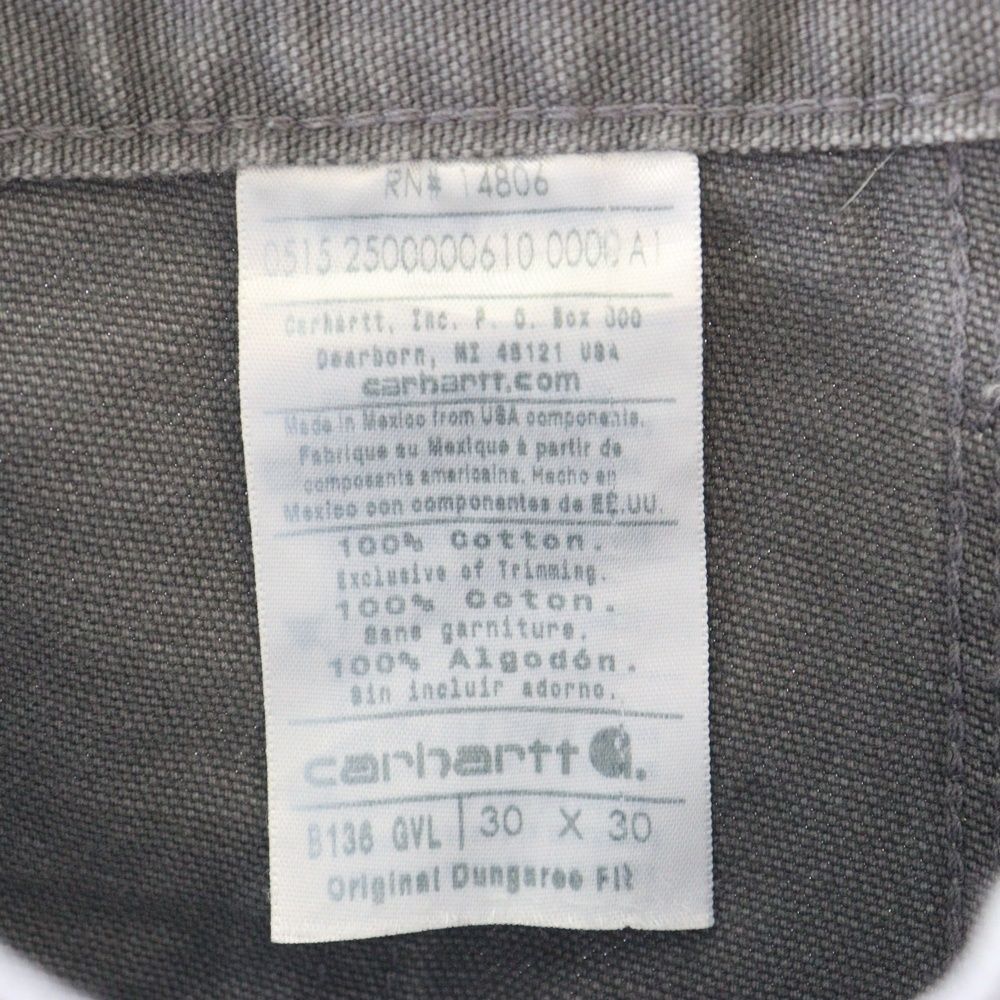 RN# 14806
0515 2500000610 0000 A1
Carhartt, Inc. P. O. Box 600
Dearborn, MI 48121 USA
carhartt.com
Made in Mexico from USA components.
Fabrique au Mexique à partir de
composants americains. Hecho en
Mexico con componentes de EE.UU.
100% Cotton.
Exclusive of Trimming.
100% Coton.
Sans garniture.
100% Algodón.
Sin incluir adorno.
carhartt
B136 GVL 30 X 30
Original Dungaree Fit